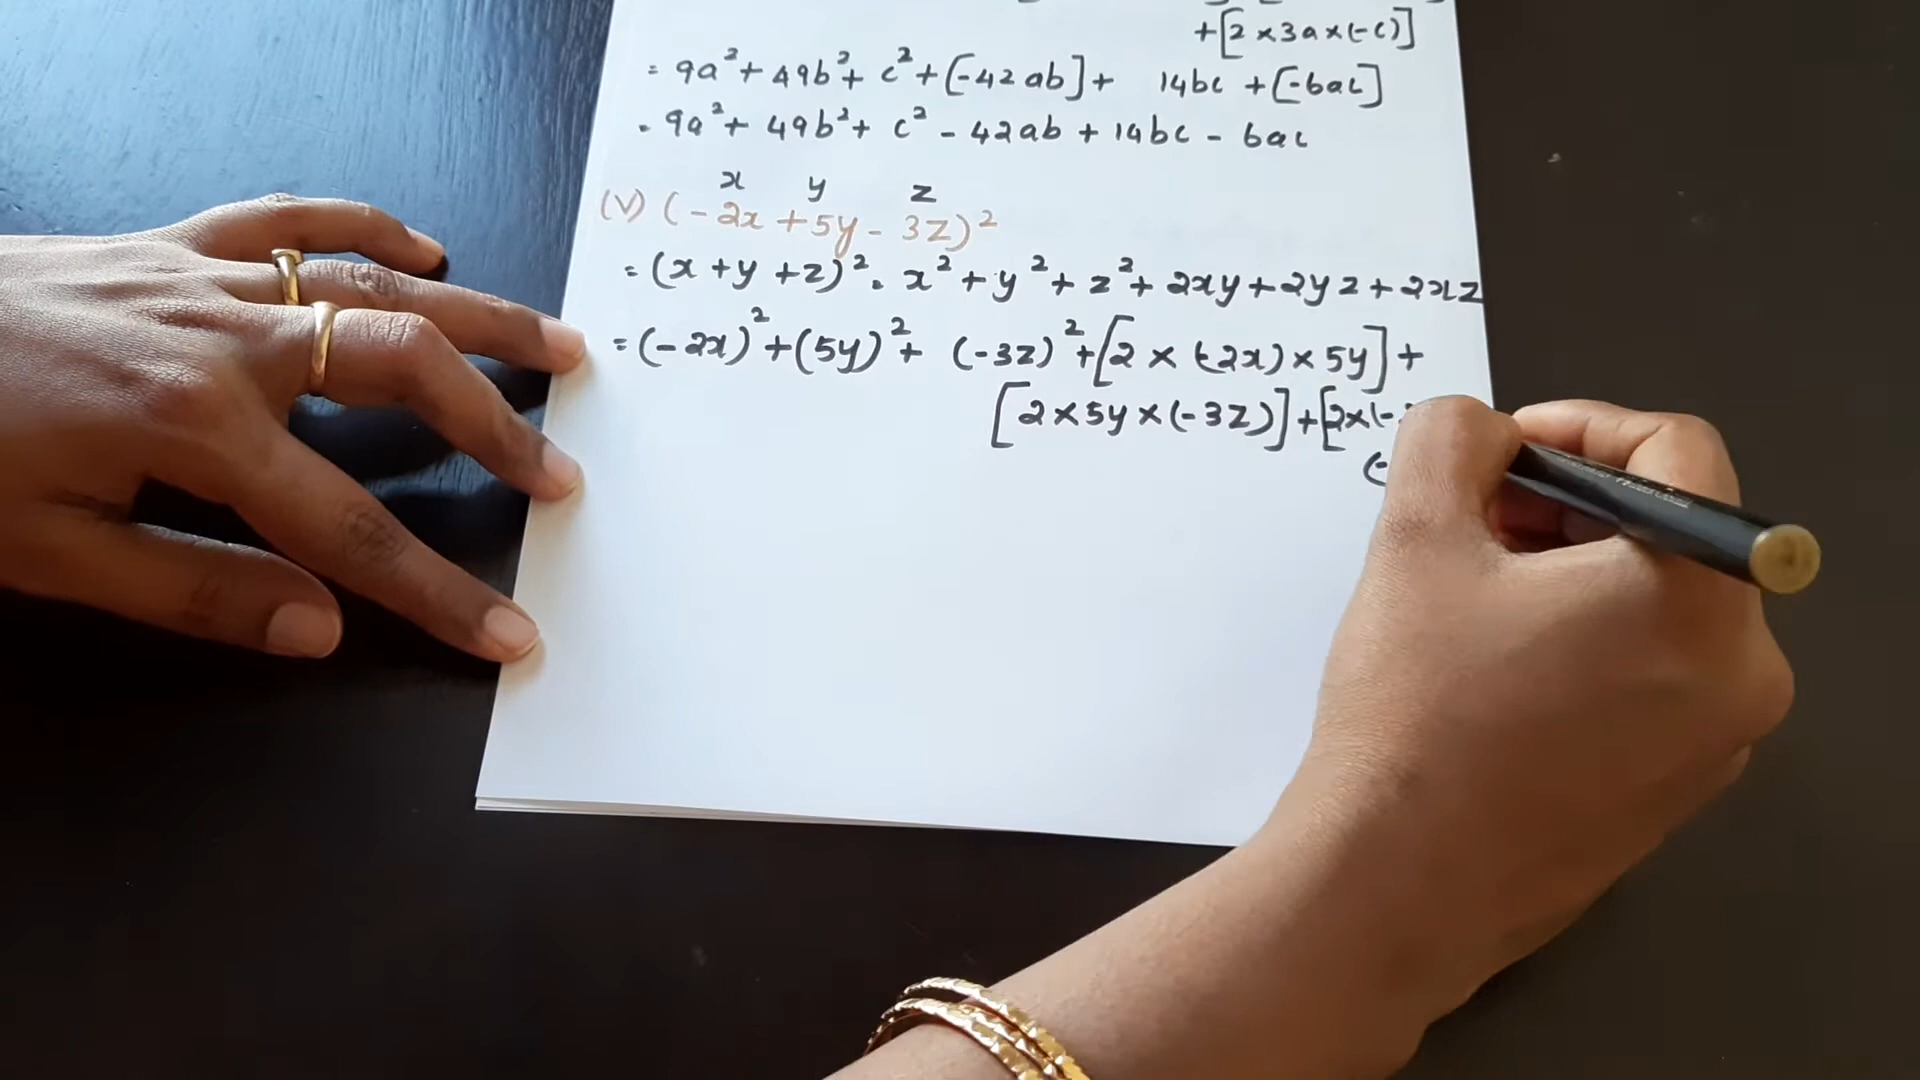 +[2×3a×(-c)]
= 9a²+ 49b²+ c²+[-42ab]+ 14bc +[-6ac]
= 9a²+ 49b²+ c² - 42ab + 14bc - 6ac
x y z
(V) (-2x +5y - 3z)²
= (x +y +z)² = x²+y²+ z²+ 2xy+2yz+2xz
= (-2x)²+(5y)²+ (-3z)²+[2 × (-2x)×5y]+
[2×5y×(-3z)]+[2×(-
(-